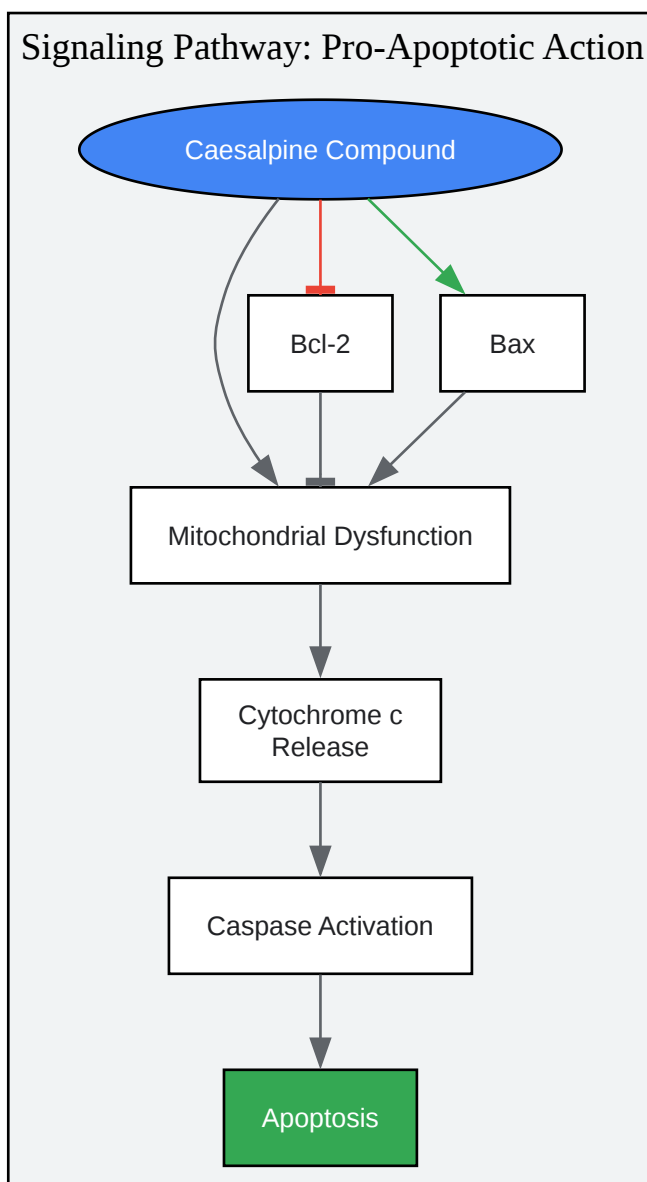 Signaling Pathway: Pro-Apoptotic Action
Caesalpine Compound
Bcl-2
Bax
Mitochondrial Dysfunction
Cytochrome c
Release
Caspase Activation
Apoptosis